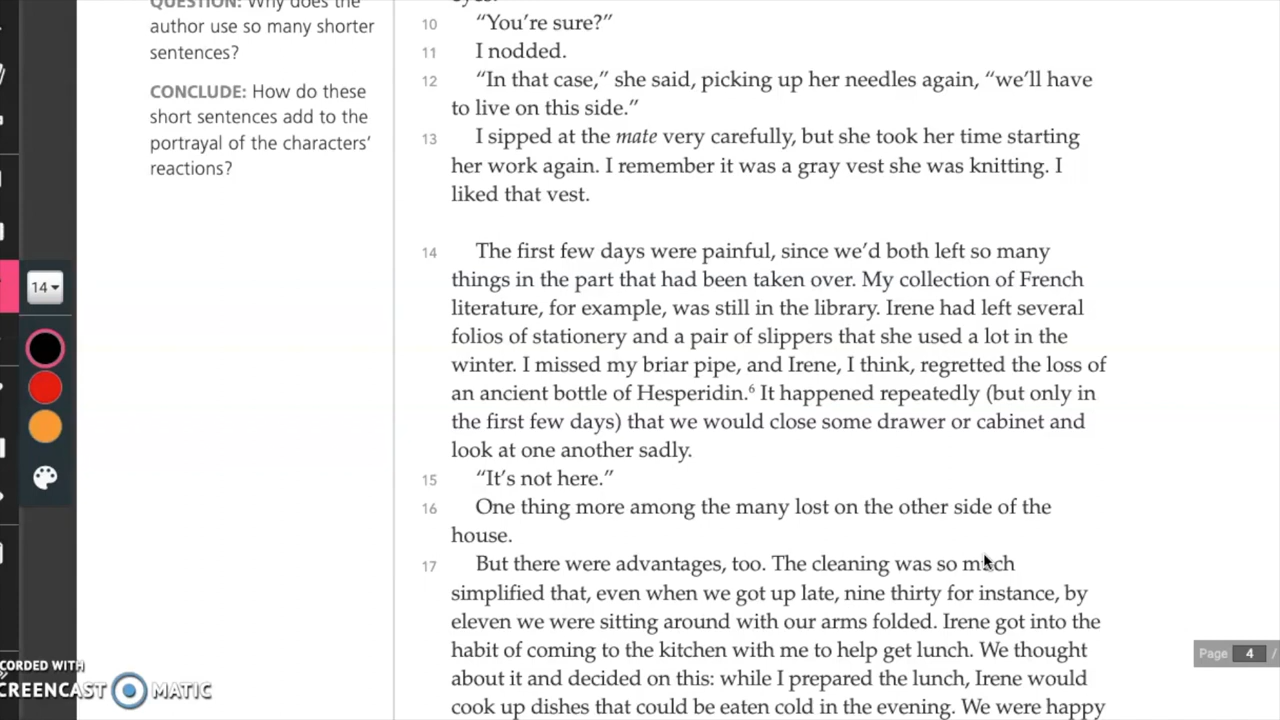 QUESTION: Why does the
author use so many shorter
sentences?
CONCLUDE: How do these
short sentences add to the
portrayal of the characters’
reactions?
eyes.
10 “You’re sure?”
11 I nodded.
12 “In that case,” she said, picking up her needles again, “we’ll have
to live on this side.”
13 I sipped at the mate very carefully, but she took her time starting
her work again. I remember it was a gray vest she was knitting. I
liked that vest.
14 The first few days were painful, since we’d both left so many
things in the part that had been taken over. My collection of French
literature, for example, was still in the library. Irene had left several
folios of stationery and a pair of slippers that she used a lot in the
winter. I missed my briar pipe, and Irene, I think, regretted the loss of
an ancient bottle of Hesperidin.6 It happened repeatedly (but only in
the first few days) that we would close some drawer or cabinet and
look at one another sadly.
15 “It’s not here.”
16 One thing more among the many lost on the other side of the
house.
17 But there were advantages, too. The cleaning was so much
simplified that, even when we got up late, nine thirty for instance, by
eleven we were sitting around with our arms folded. Irene got into the
habit of coming to the kitchen with me to help get lunch. We thought
about it and decided on this: while I prepared the lunch, Irene would
cook up dishes that could be eaten cold in the evening. We were happy
14
Page 4 /
CORDED WITH
CREENCAST MATIC